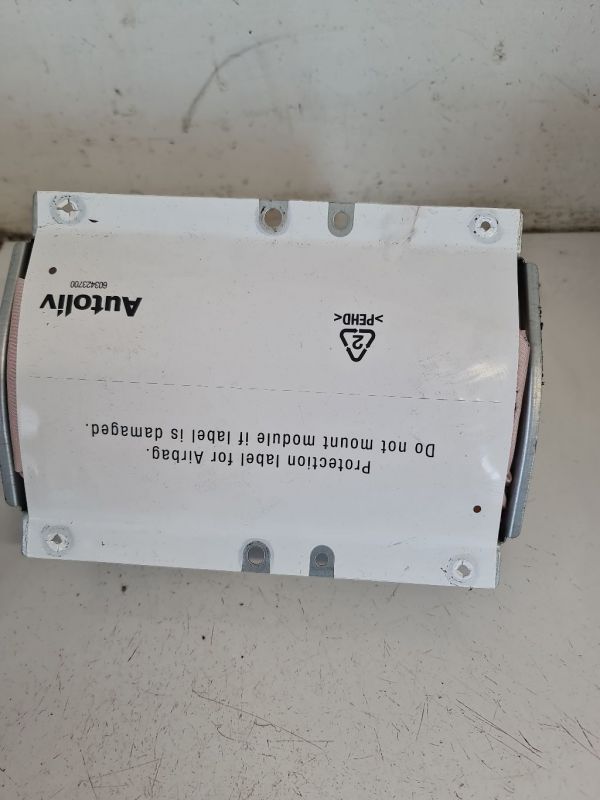 Protection label for Airbag.
Do not mount module if label is damaged.
2
>PEHD<
Autoliv
603423700